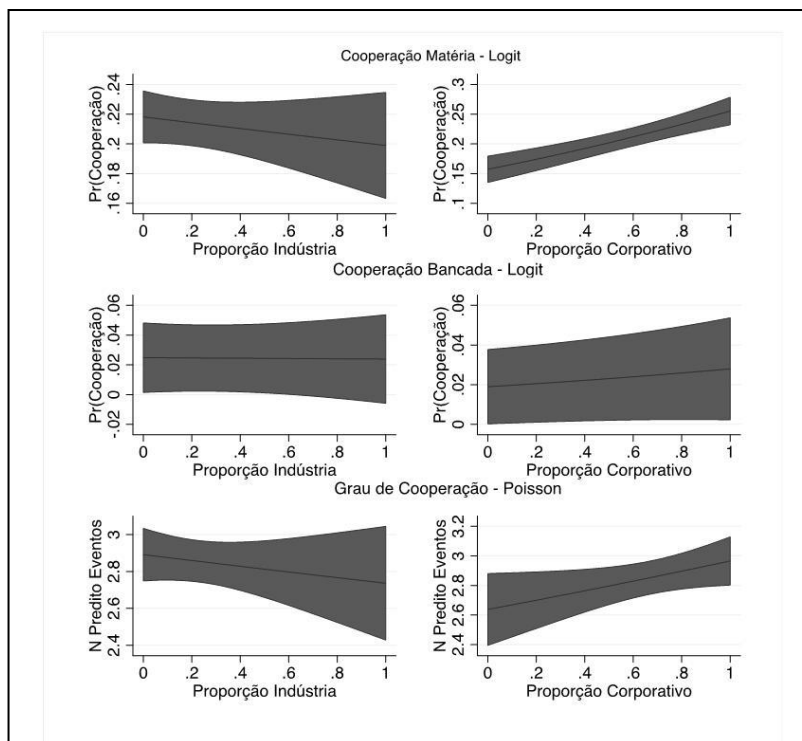 Cooperação Matéria - Logit
Pr(Cooperação)
.24
.22
.2
.18
.16
0 .2 .4 .6 .8 1
Proporção Indústria
Pr(Cooperação)
.3
.25
.2
.15
.1
0 .2 .4 .6 .8 1
Proporção Corporativo
Cooperação Bancada - Logit
Pr(Cooperação)
.06
.04
.02
0
-.02
0 .2 .4 .6 .8 1
Proporção Indústria
Pr(Cooperação)
.06
.04
.02
0
0 .2 .4 .6 .8 1
Proporção Corporativo
Grau de Cooperação - Poisson
N Predito Eventos
3
2.8
2.6
2.4
0 .2 .4 .6 .8 1
Proporção Indústria
N Predito Eventos
3.2
3
2.8
2.6
2.4
0 .2 .4 .6 .8 1
Proporção Corporativo